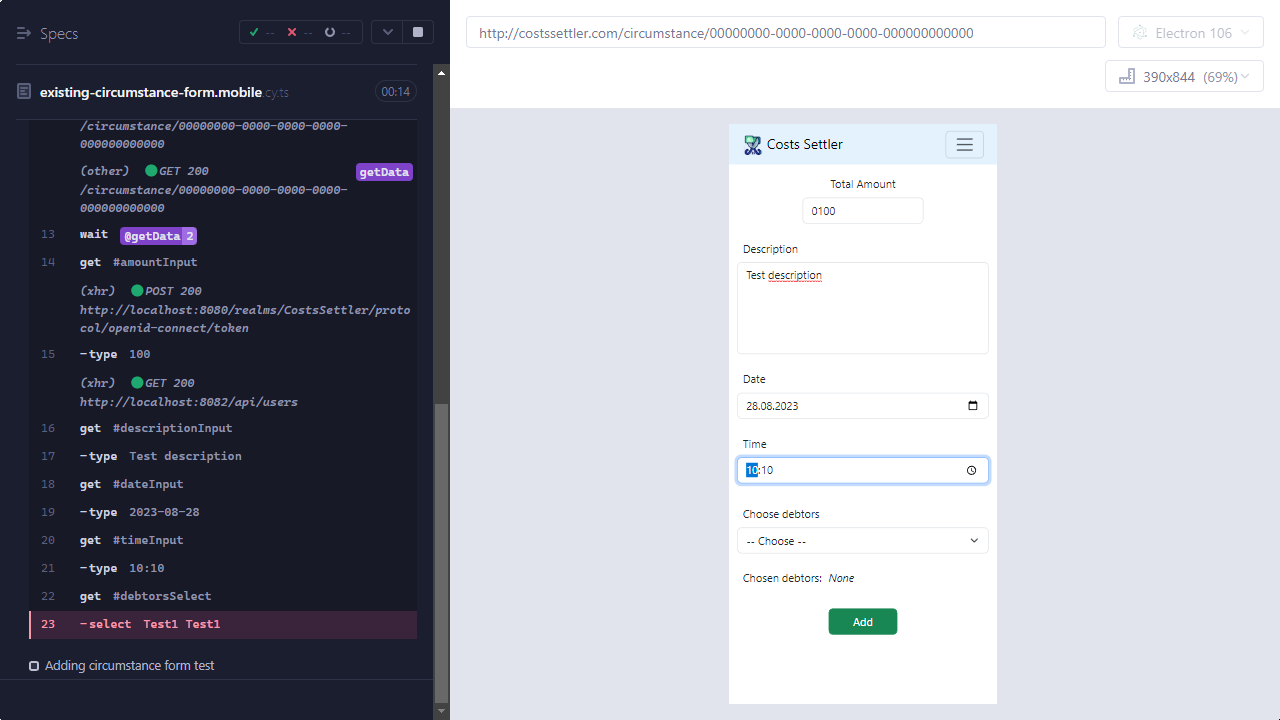 Specs
--
--
--
existing-circumstance-form.mobile.cy.ts
00:14
/circumstance/00000000-0000-0000-0000-
000000000000
(other) GET 200 getData
/circumstance/00000000-0000-0000-0000-
000000000000
13 wait @getData 2
14 get #amountInput
(xhr) POST 200
http://localhost:8080/realms/CostsSettler/proto
col/openid-connect/token
15 -type 100
(xhr) GET 200
http://localhost:8082/api/users
16 get #descriptionInput
17 -type Test description
18 get #dateInput
19 -type 2023-08-28
20 get #timeInput
21 -type 10:10
22 get #debtorsSelect
23 -select Test1 Test1
Adding circumstance form test
http://costssettler.com/circumstance/00000000-0000-0000-0000-000000000000
Electron 106
390x844 (69%)
Costs Settler
Total Amount
0100
Description
Test description
Date
28.08.2023
Time
10:10
Choose debtors
-- Choose --
Chosen debtors: None
Add